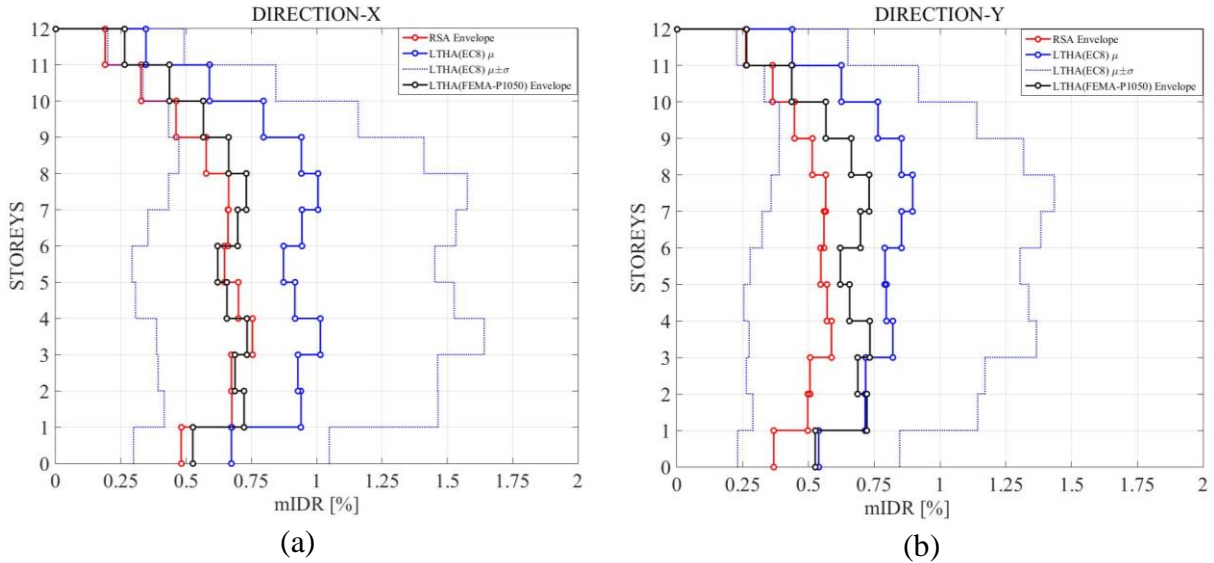 DIRECTION-X
RSA Envelope
LTHA(EC8) μ
LTHA(EC8) μ±σ
LTHA(FEMA-P1050) Envelope
12
11
10
9
8
7
6
5
4
3
2
1
0
STOREYS
0 0.25 0.5 0.75 1 1.25 1.5 1.75 2
mIDR [%]
(a)
DIRECTION-Y
RSA Envelope
LTHA(EC8) μ
LTHA(EC8) μ±σ
LTHA(FEMA-P1050) Envelope
12
11
10
9
8
7
6
5
4
3
2
1
0
STOREYS
0 0.25 0.5 0.75 1 1.25 1.5 1.75 2
mIDR [%]
(b)